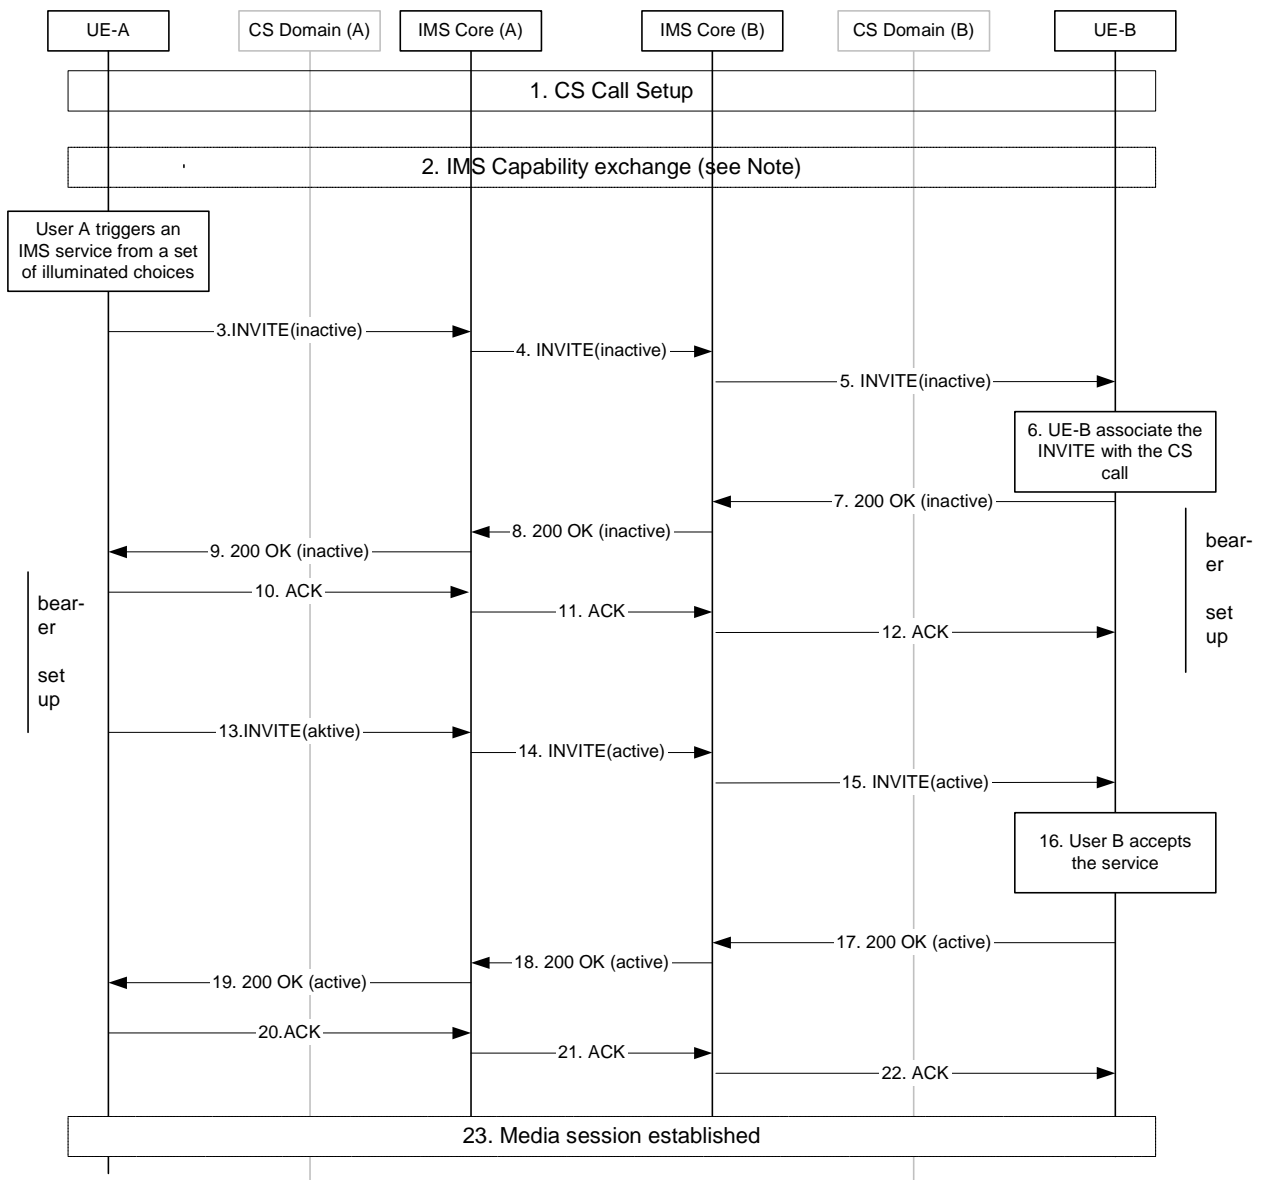 UE-A
CS Domain (A)
IMS Core (A)
IMS Core (B)
CS Domain (B)
UE-B
1. CS Call Setup
2. IMS Capability exchange (see Note)
User A triggers an
IMS service from a set
of illuminated choices
3.INVITE(inactive)
4. INVITE(inactive)
5. INVITE(inactive)
6. UE-B associate the
INVITE with the CS
call
7. 200 OK (inactive)
8. 200 OK (inactive)
9. 200 OK (inactive)
bear-
er
set
up
10. ACK
11. ACK
12. ACK
bear-
er
set
up
13.INVITE(aktive)
14. INVITE(active)
15. INVITE(active)
16. User B accepts
the service
17. 200 OK (active)
18. 200 OK (active)
19. 200 OK (active)
20.ACK
21. ACK
22. ACK
23. Media session established